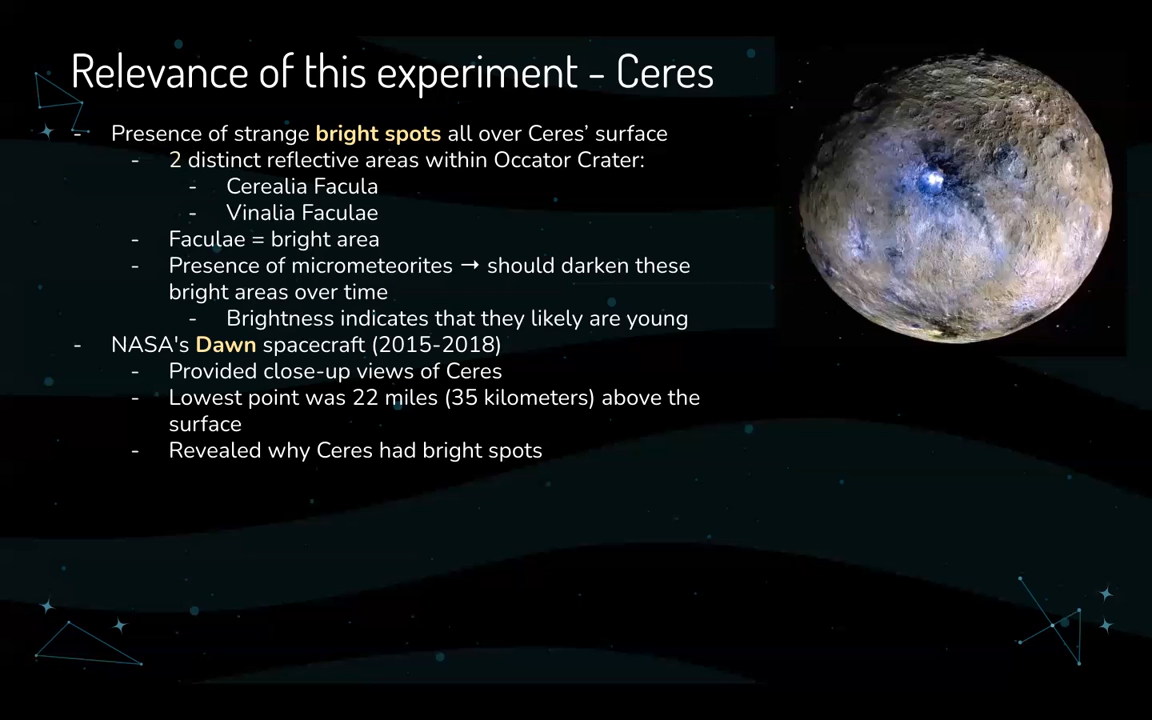 Relevance of this experiment - Ceres
- Presence of strange bright spots all over Ceres’ surface
- 2 distinct reflective areas within Occator Crater:
- Cerealia Facula
- Vinalia Faculae
- Faculae = bright area
- Presence of micrometeorites → should darken these
bright areas over time
- Brightness indicates that they likely are young
- NASA's Dawn spacecraft (2015-2018)
- Provided close-up views of Ceres
- Lowest point was 22 miles (35 kilometers) above the
surface
- Revealed why Ceres had bright spots